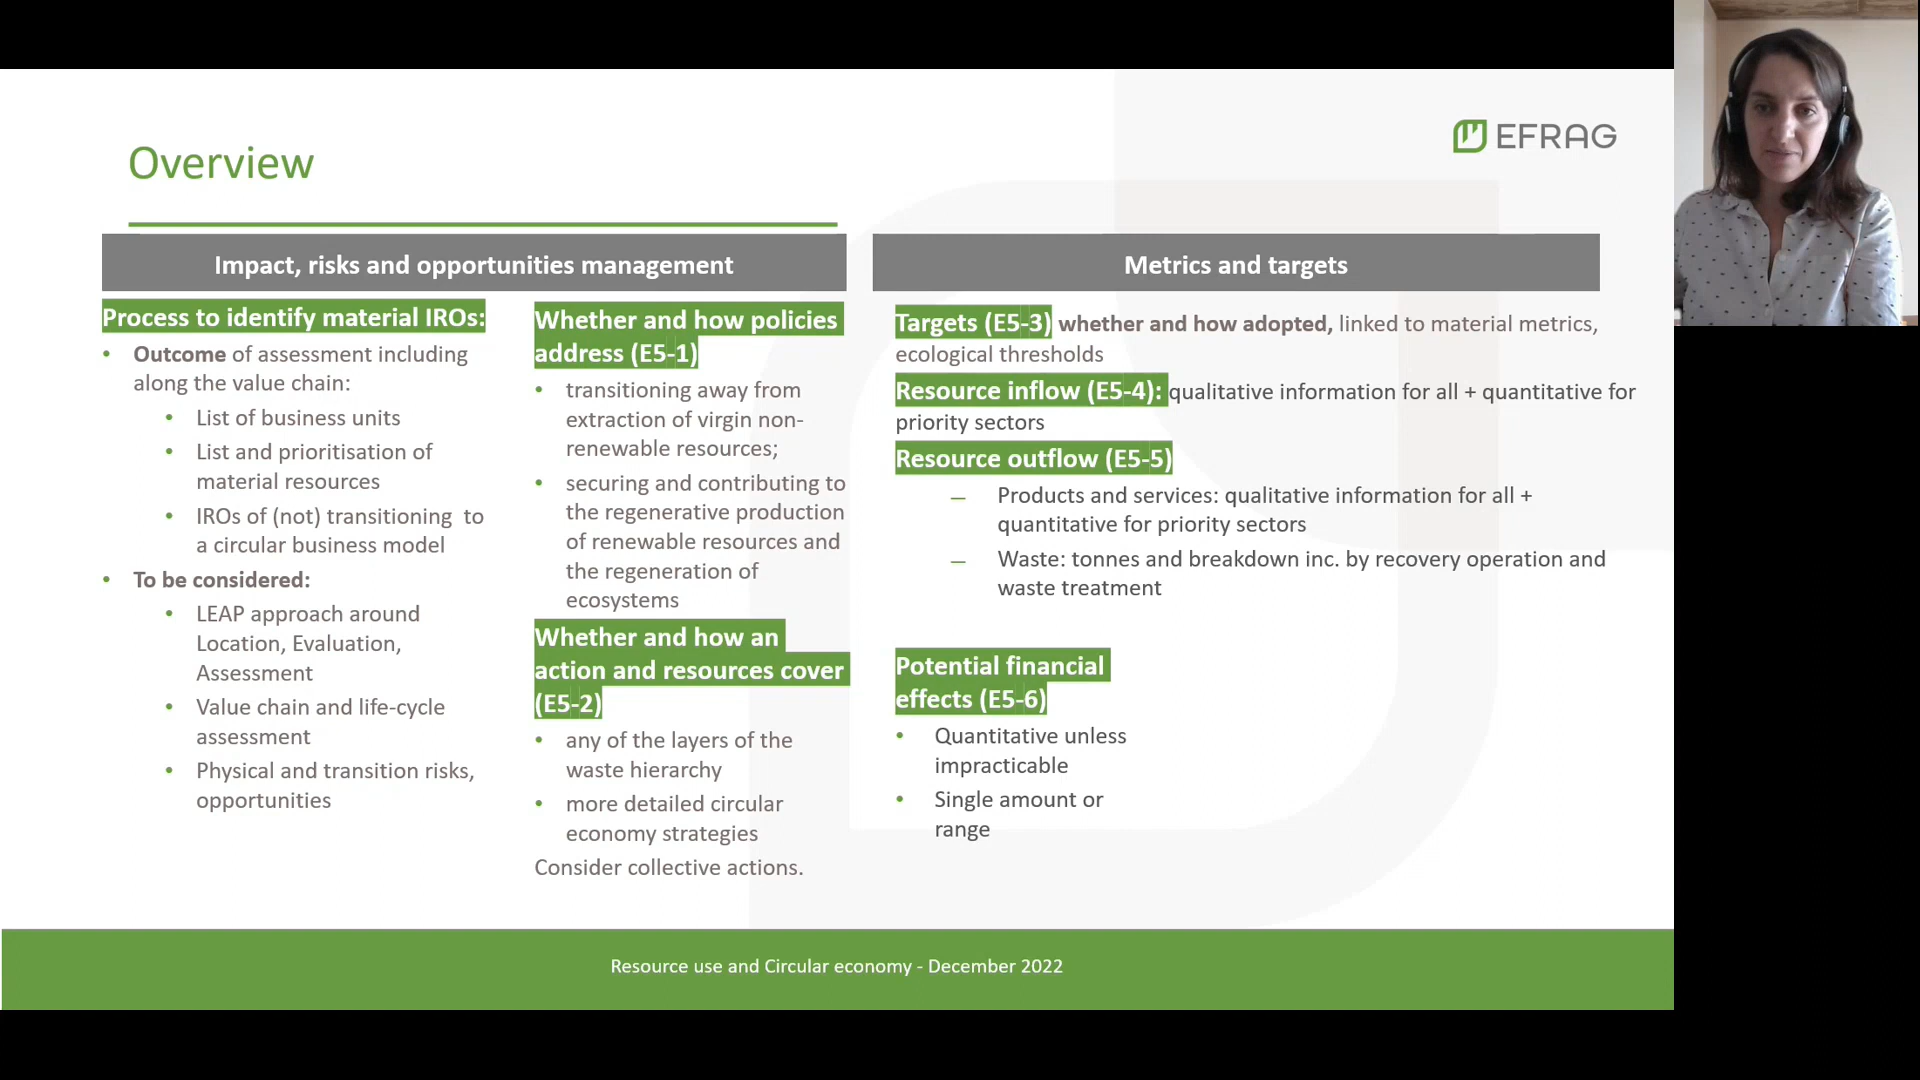 Overview
EFRAG
Impact, risks and opportunities management
Process to identify material IROs:
• Outcome of assessment including
along the value chain:
• List of business units
• List and prioritisation of
material resources
• IROs of (not) transitioning to
a circular business model
• To be considered:
• LEAP approach around
Location, Evaluation,
Assessment
• Value chain and life-cycle
assessment
• Physical and transition risks,
opportunities
Whether and how policies
address (E5-1)
• transitioning away from
extraction of virgin non-
renewable resources;
• securing and contributing to
the regenerative production
of renewable resources and
the regeneration of
ecosystems
Whether and how an
action and resources cover
(E5-2)
• any of the layers of the
waste hierarchy
• more detailed circular
economy strategies
Consider collective actions.
Metrics and targets
Targets (E5-3) whether and how adopted, linked to material metrics,
ecological thresholds
Resource inflow (E5-4): qualitative information for all + quantitative for
priority sectors
Resource outflow (E5-5)
— Products and services: qualitative information for all +
quantitative for priority sectors
— Waste: tonnes and breakdown inc. by recovery operation and
waste treatment
Potential financial
effects (E5-6)
• Quantitative unless
impracticable
• Single amount or
range
Resource use and Circular economy - December 2022